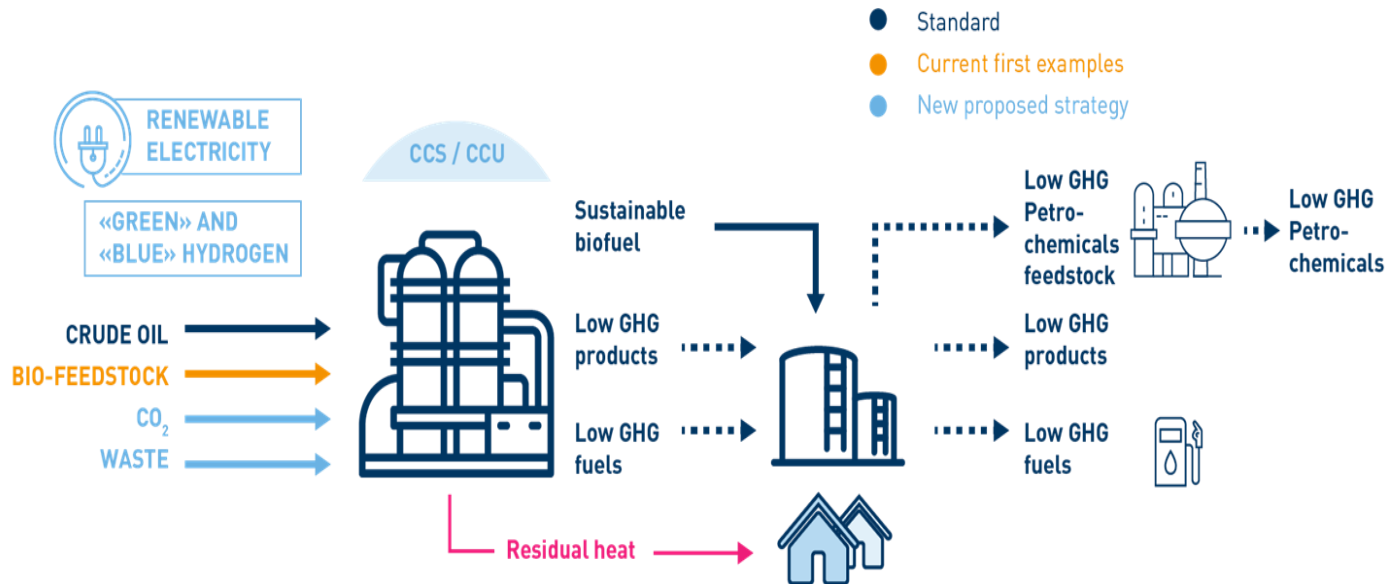 Standard
Current first examples
New proposed strategy
RENEWABLE
ELECTRICITY
«GREEN» AND
«BLUE» HYDROGEN
CCS / CCU
CRUDE OIL
BIO-FEEDSTOCK
CO₂
WASTE
Sustainable
biofuel
Low GHG
products
Low GHG
fuels
Residual heat
Low GHG
Petro-
chemicals
feedstock
Low GHG
Petro-
chemicals
Low GHG
products
Low GHG
fuels